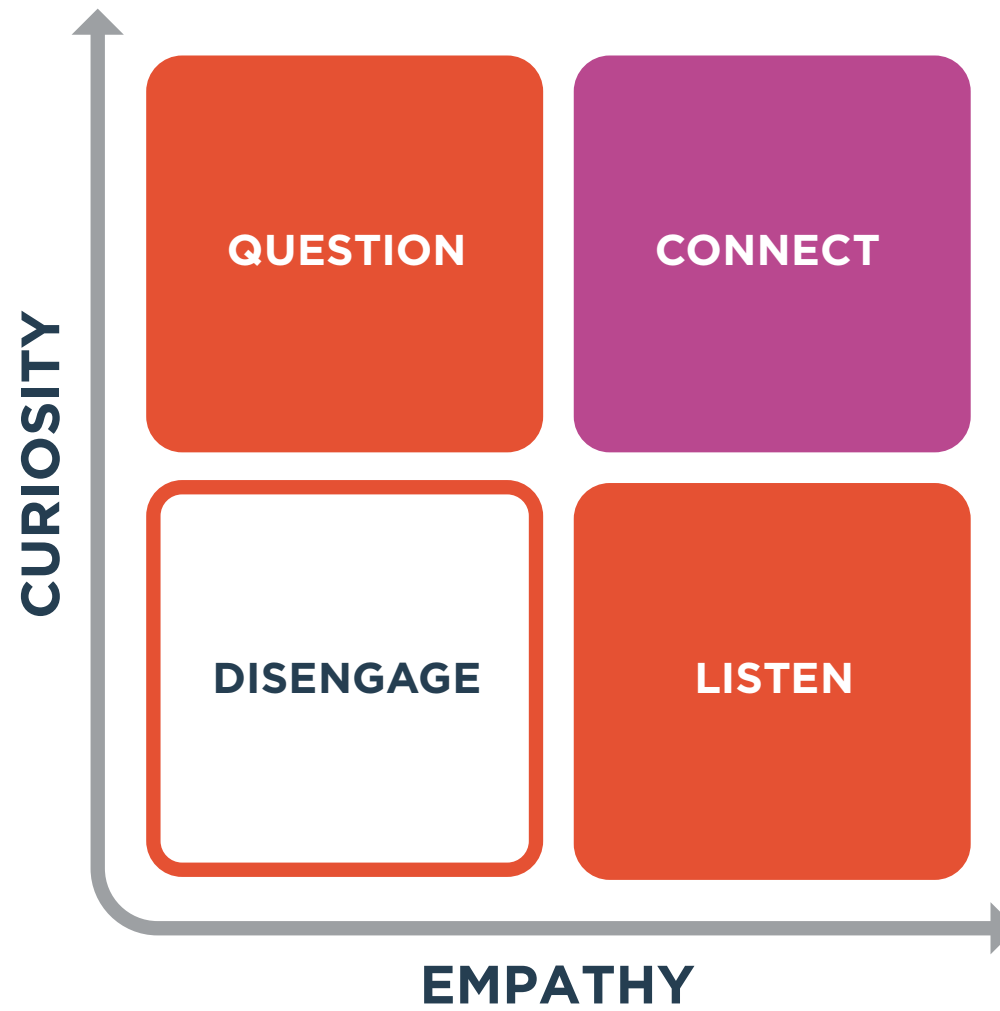 CURIOSITY
QUESTION
CONNECT
DISENGAGE
LISTEN
EMPATHY